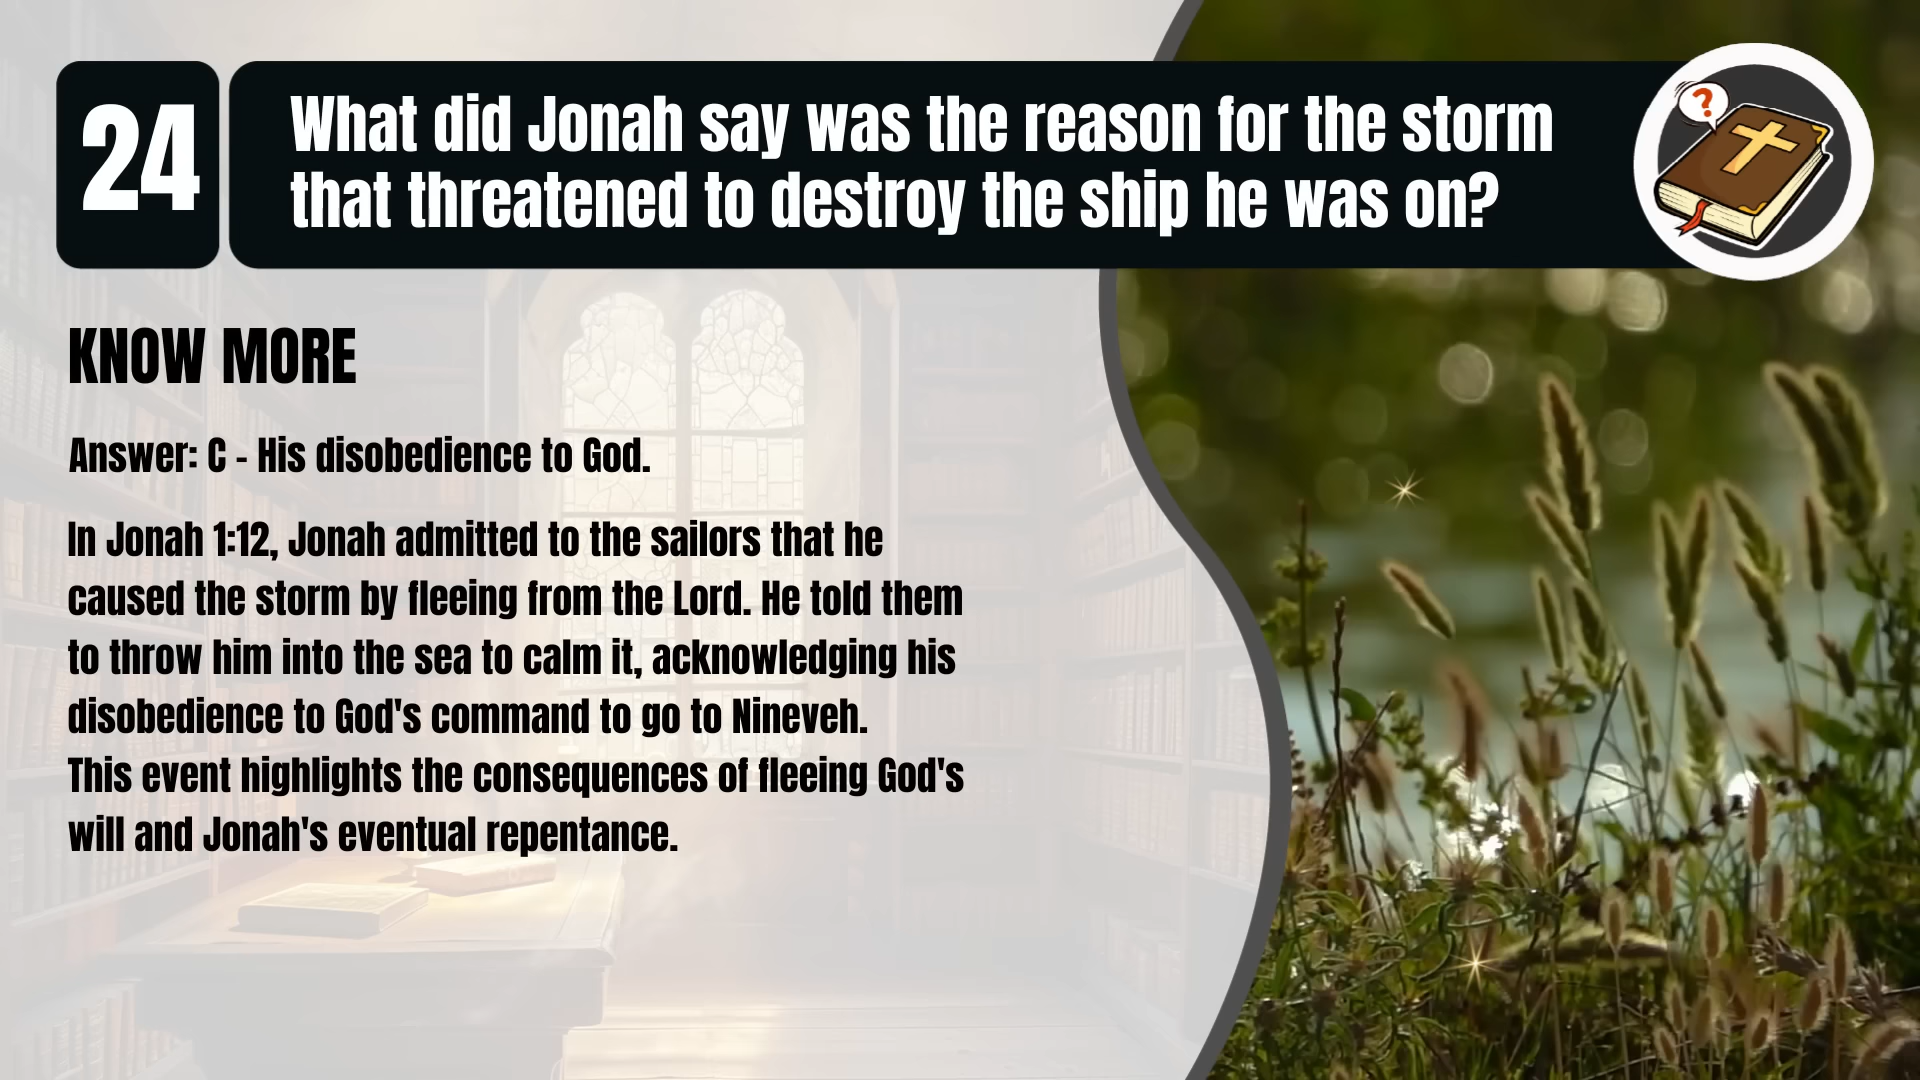 24
What did Jonah say was the reason for the storm
that threatened to destroy the ship he was on?
?
KNOW MORE
Answer: C - His disobedience to God.
In Jonah 1:12, Jonah admitted to the sailors that he
caused the storm by fleeing from the Lord. He told them
to throw him into the sea to calm it, acknowledging his
disobedience to God's command to go to Nineveh.
This event highlights the consequences of fleeing God's
will and Jonah's eventual repentance.